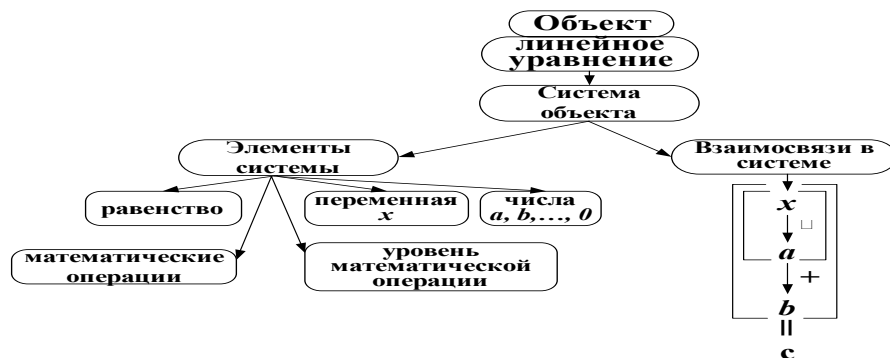 Объект
линейное
уравнение
Система
объекта
Элементы
системы
Взаимосвязи в
системе
равенство
переменная
x
числа
a, b,..., 0
математические
операции
уровень
математической
операции
x
a
+
b
=
c